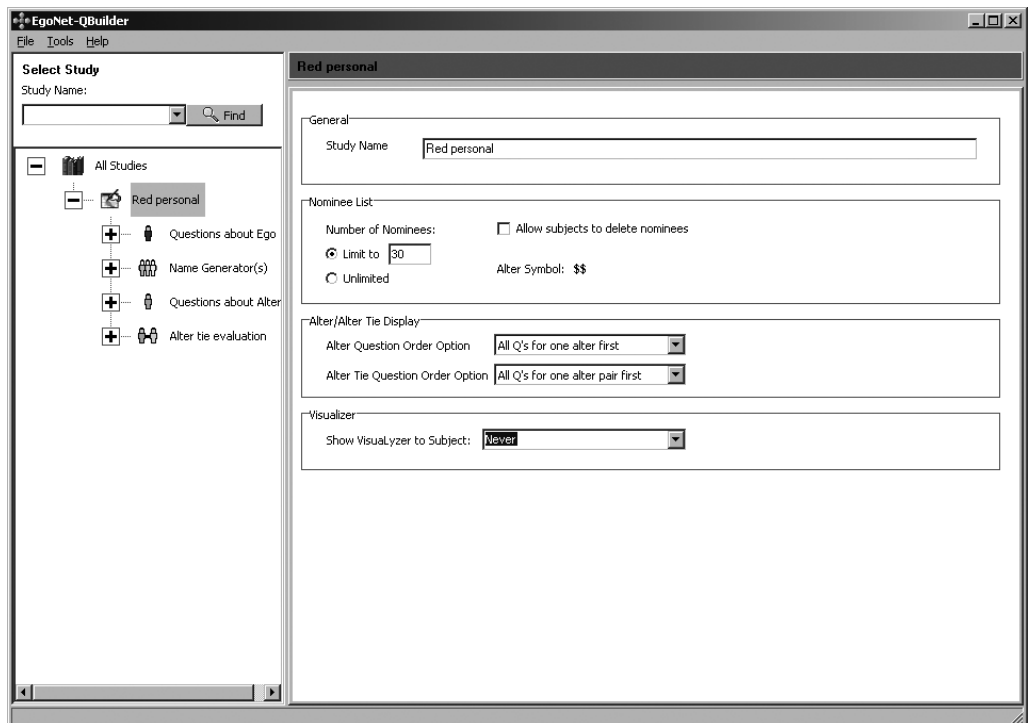 EgoNet-QBuilder
File Tools Help
Select Study
Study Name:
Find
All Studies
Red personal
Questions about Ego
Name Generator(s)
Questions about Alter
Alter tie evaluation
Red personal
General
Study Name Red personal
Nominee List
Number of Nominees: Allow subjects to delete nominees
Limit to 30
Alter Symbol: $$
Unlimited
Alter/Alter Tie Display
Alter Question Order Option All Q's for one alter first
Alter Tie Question Order Option All Q's for one alter pair first
Visualizer
Show VisuaLyzer to Subject: Never